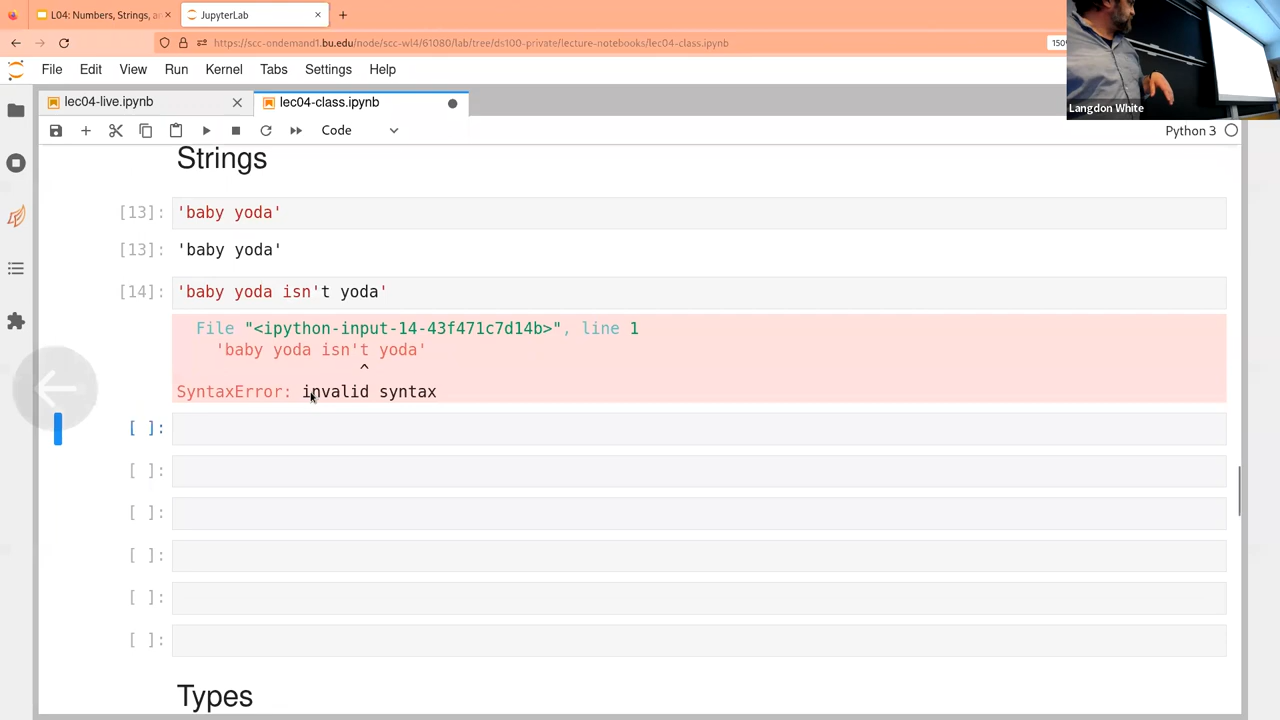 L04: Numbers, Strings, a
JupyterLab
https://scc-ondemand1.bu.edu/node/scc-wl4/61080/lab/tree/ds100-private/lecture-notebooks/lec04-class.ipynb
150
File Edit View Run Kernel Tabs Settings Help
Langdon White
lec04-live.ipynb
lec04-class.ipynb
Code
Python 3
Strings
[13]: 'baby yoda'
[13]: 'baby yoda'
[14]: 'baby yoda isn't yoda'
File "<ipython-input-14-43f471c7d14b>", line 1
'baby yoda isn't yoda'
^
SyntaxError: invalid syntax
[ ]:
[ ]:
[ ]:
[ ]:
[ ]:
[ ]:
Types